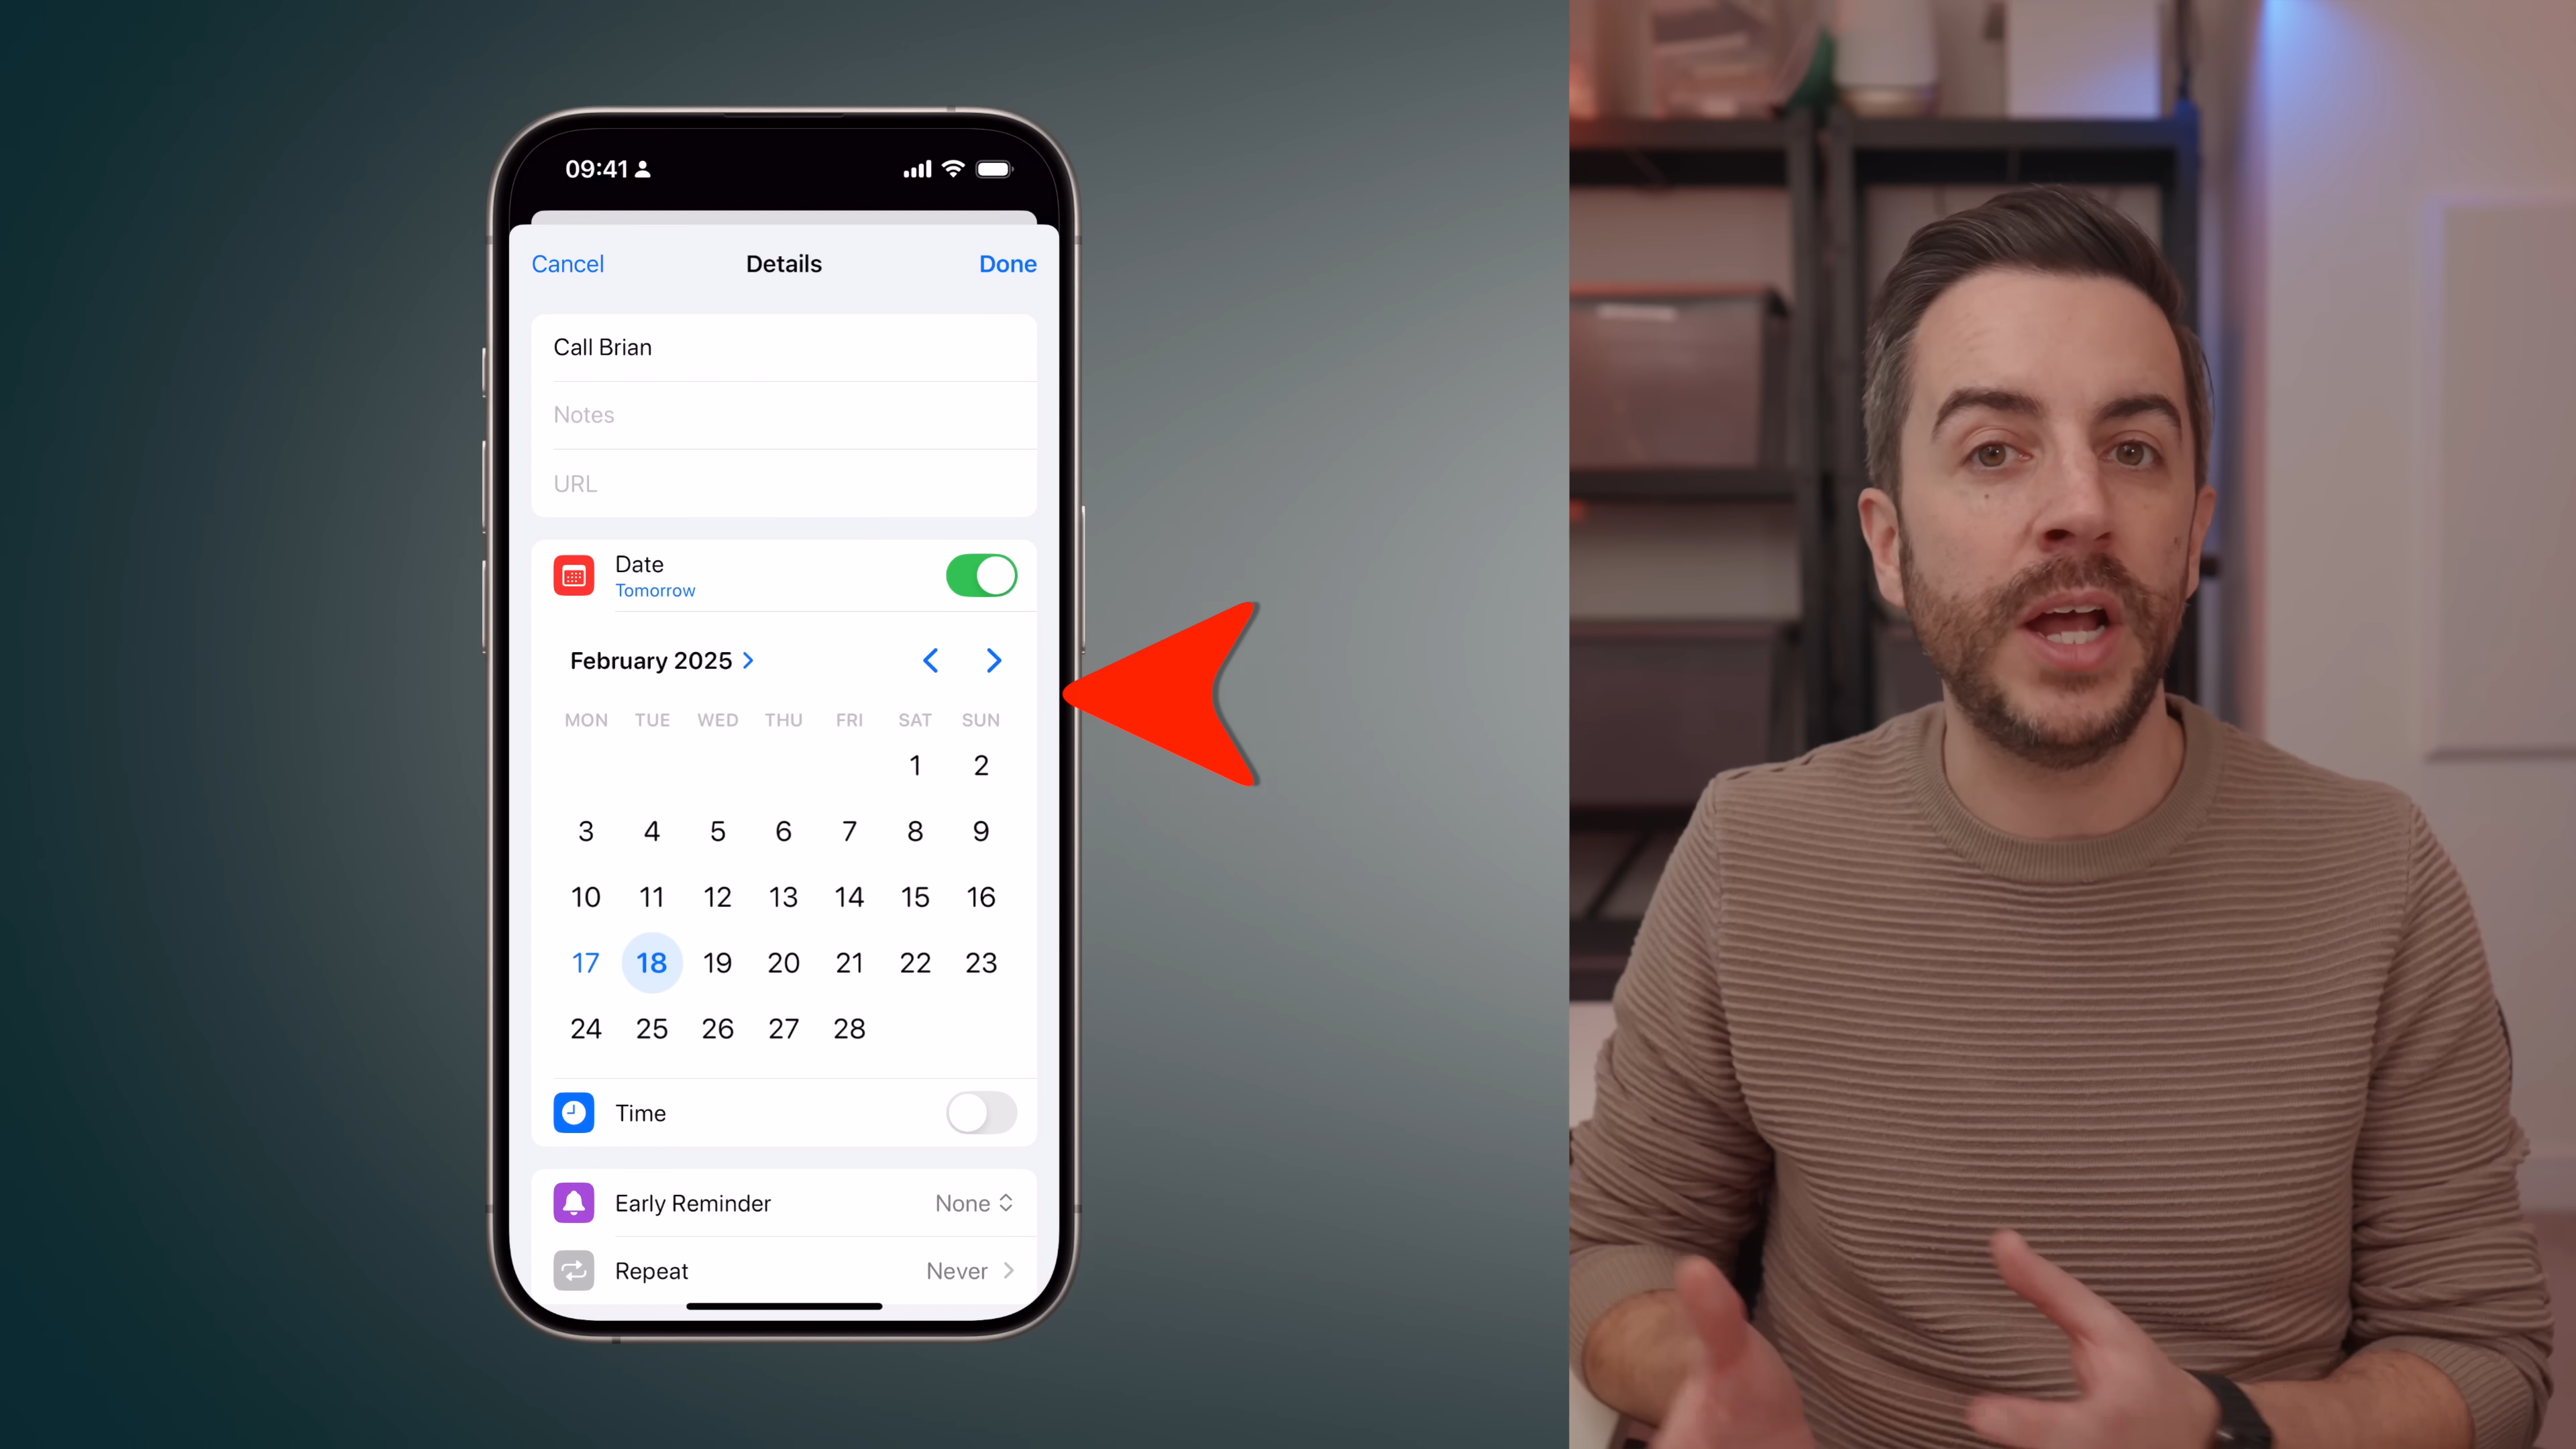 09:41
Cancel Details Done
Call Brian
Notes
URL
Date
Tomorrow
February 2025
MON TUE WED THU FRI SAT SUN
1 2
3 4 5 6 7 8 9
10 11 12 13 14 15 16
17 18 19 20 21 22 23
24 25 26 27 28
Time
Early Reminder None
Repeat Never